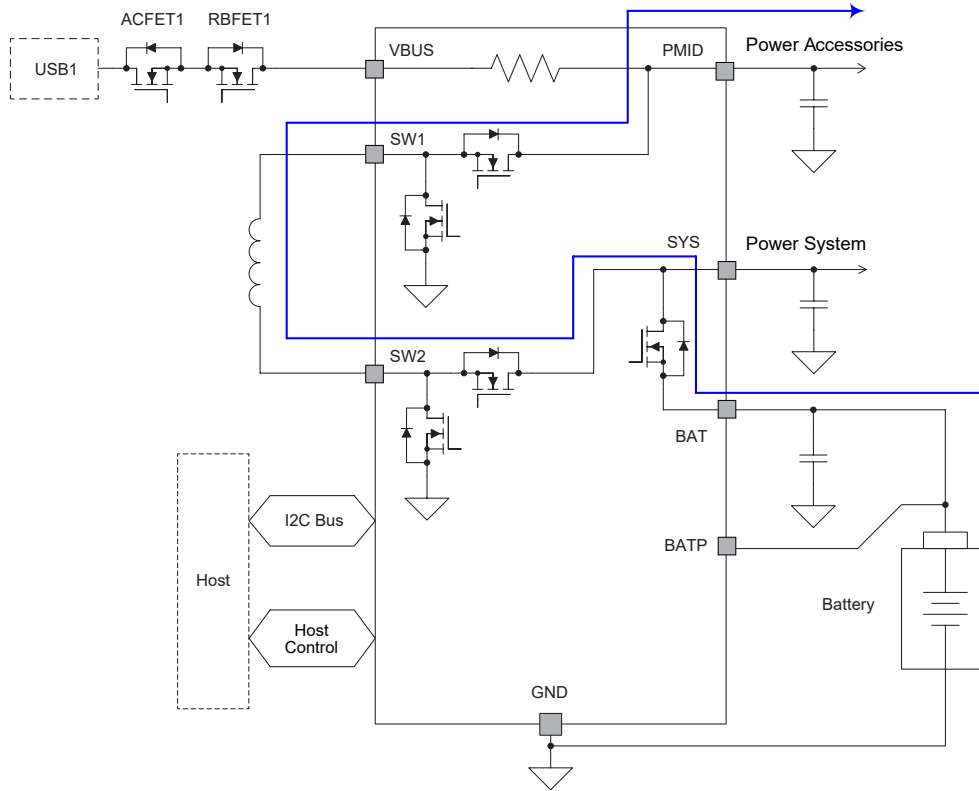 ACFET1
RBFET1
USB1
VBUS
PMID
Power Accessories
SW1
SYS
Power System
SW2
BAT
I2C Bus
BATP
Host
Battery
Host
Control
GND